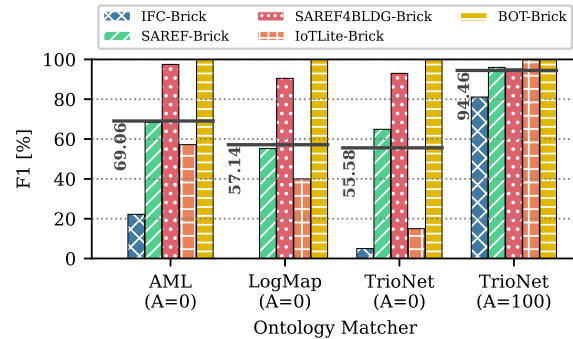 IFC-Brick
SAREF4BLDG-Brick
BOT-Brick
SAREF-Brick
IoTLite-Brick
F1 [%]
100
80
60
40
20
0
69.06
57.14
55.58
94.46
AML
(A=0)
LogMap
(A=0)
TrioNet
(A=0)
TrioNet
(A=100)
Ontology Matcher